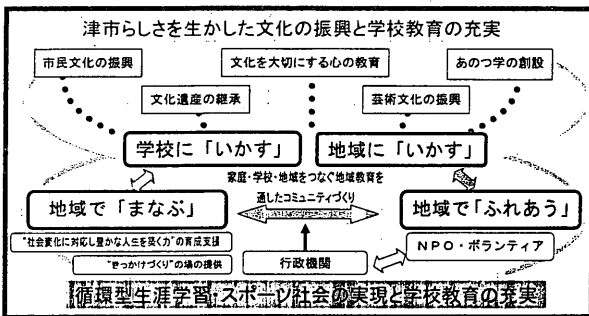 津市らしさを生かした文化の振興と学校教育の充実
市民文化の振興
文化を大切にする心の教育
あのつ学の創設
文化遺産の継承
芸術文化の振興
学校に「いかす」
地域に「いかす」
家庭・学校・地域をつなぐ地域教育を
通したコミュニティづくり
地域で「まなぶ」
地域で「ふれあう」
"社会変化に対応し豊かな人生を築く力"の育成支援
"きっかけづくり"の場の提供
行政機関
NPO・ボランティア
循環型生涯学習・スポーツ社会の実現と学校教育の充実